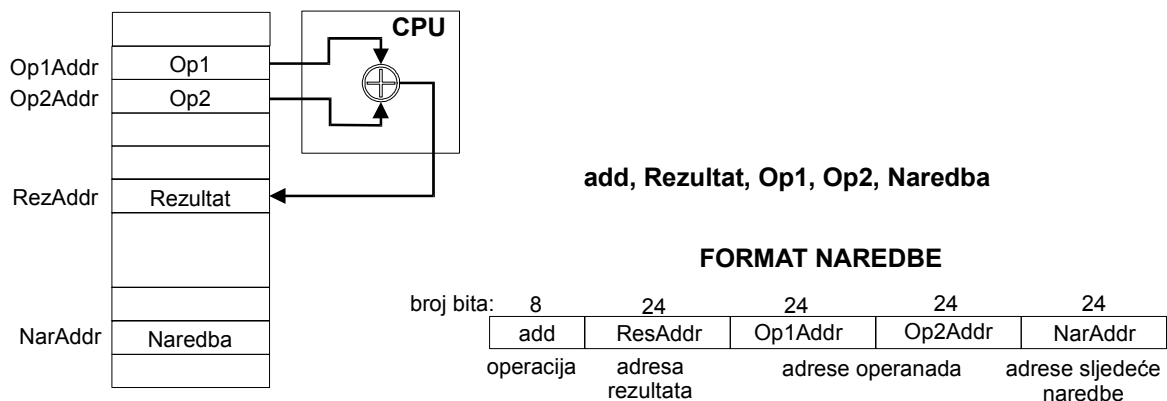 CPU
Op1Addr Op1
Op2Addr Op2
RezAddr Rezultat
NarAddr Naredba
add, Rezultat, Op1, Op2, Naredba
FORMAT NAREDBE
broj bita: 8 24 24 24 24
add ResAddr Op1Addr Op2Addr NarAddr
operacija adresa rezultata adrese operanada adrese sljedeće naredbe